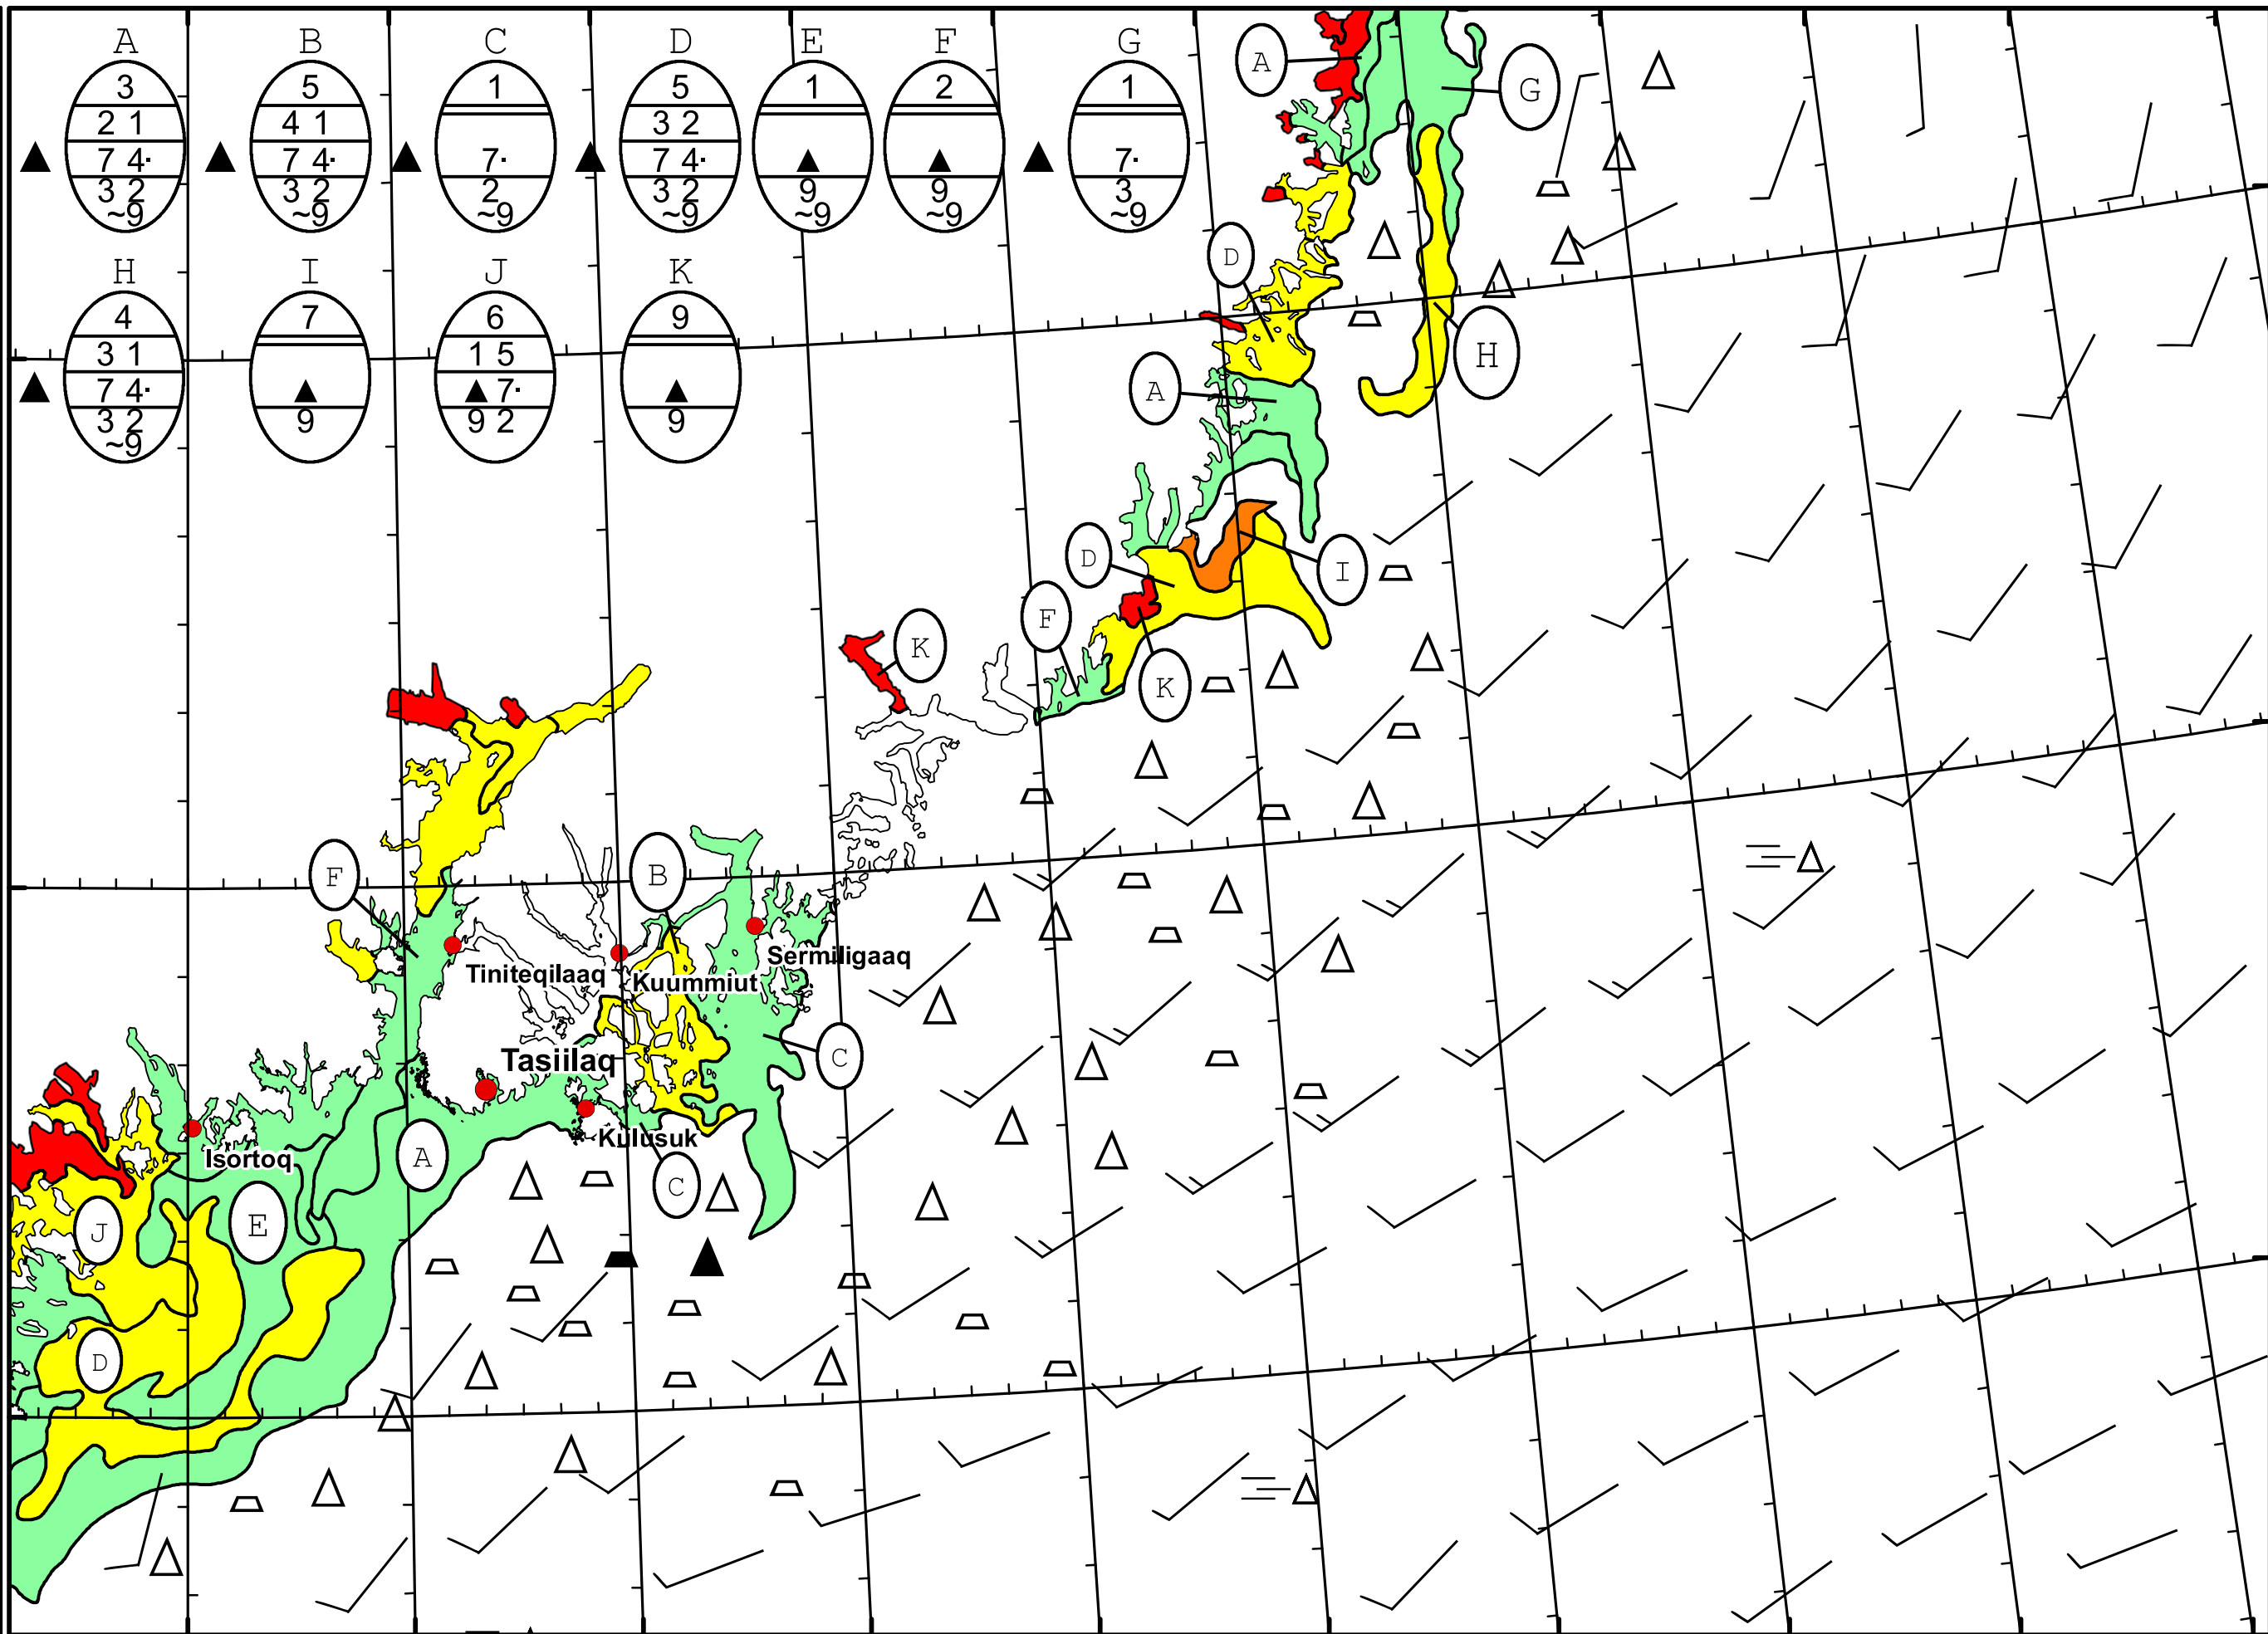 A B C D E F G
3 5 1 5 1 2 1
2 1 4 1 3 2
7 4· 7 4· 7· 7 4· 7·
3 2 3 2 2 3 2 9 9 3
~9 ~9 ~9 ~9 ~9 ~9 ~9
H I J K
4 7 6 9
3 1 1 5
7 4· 7·
3 2 9 9 2 9
~9
A
G
D
H
A
D
I
F
K
K
F
B
Sermiligaaq
Tiniteqilaaq
Kuummiut
C
Tasiilaq
Kulusuk
Isortoq
A
C
E
J
D